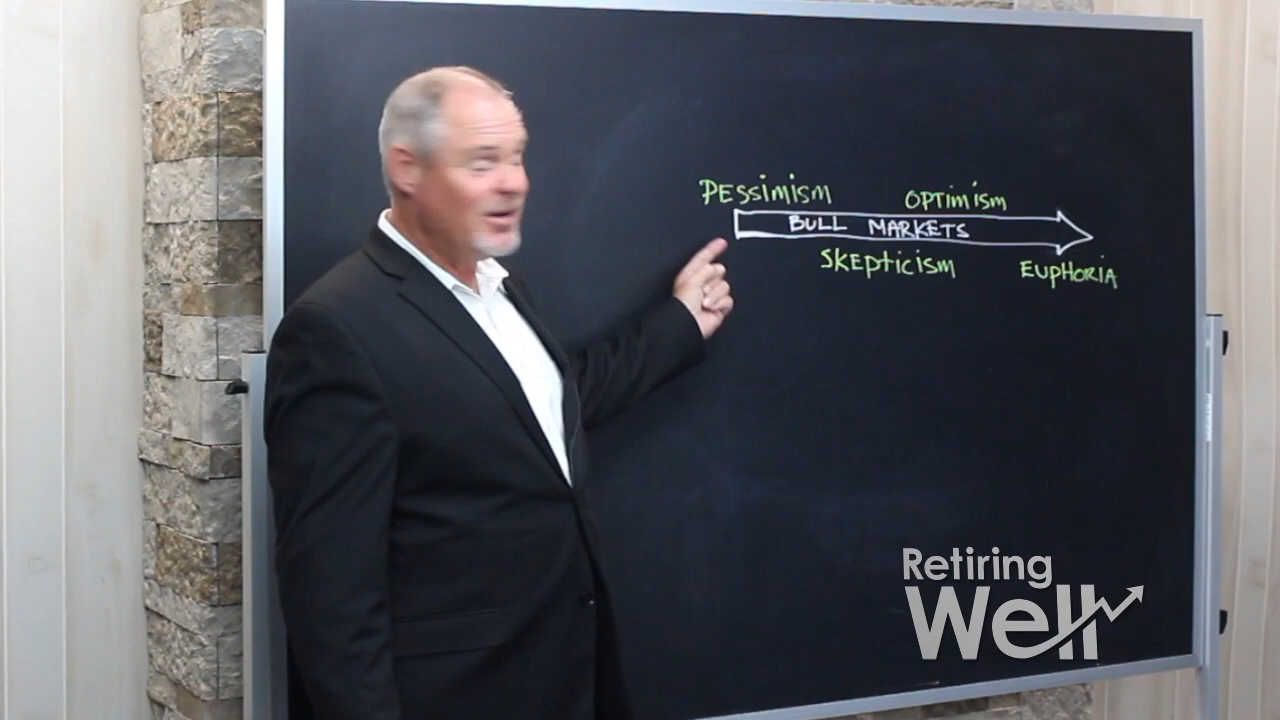 PESSIMISM OPTIMISM
BULL MARKETS
SKEPTICISM EUPHORIA
Retiring
Well